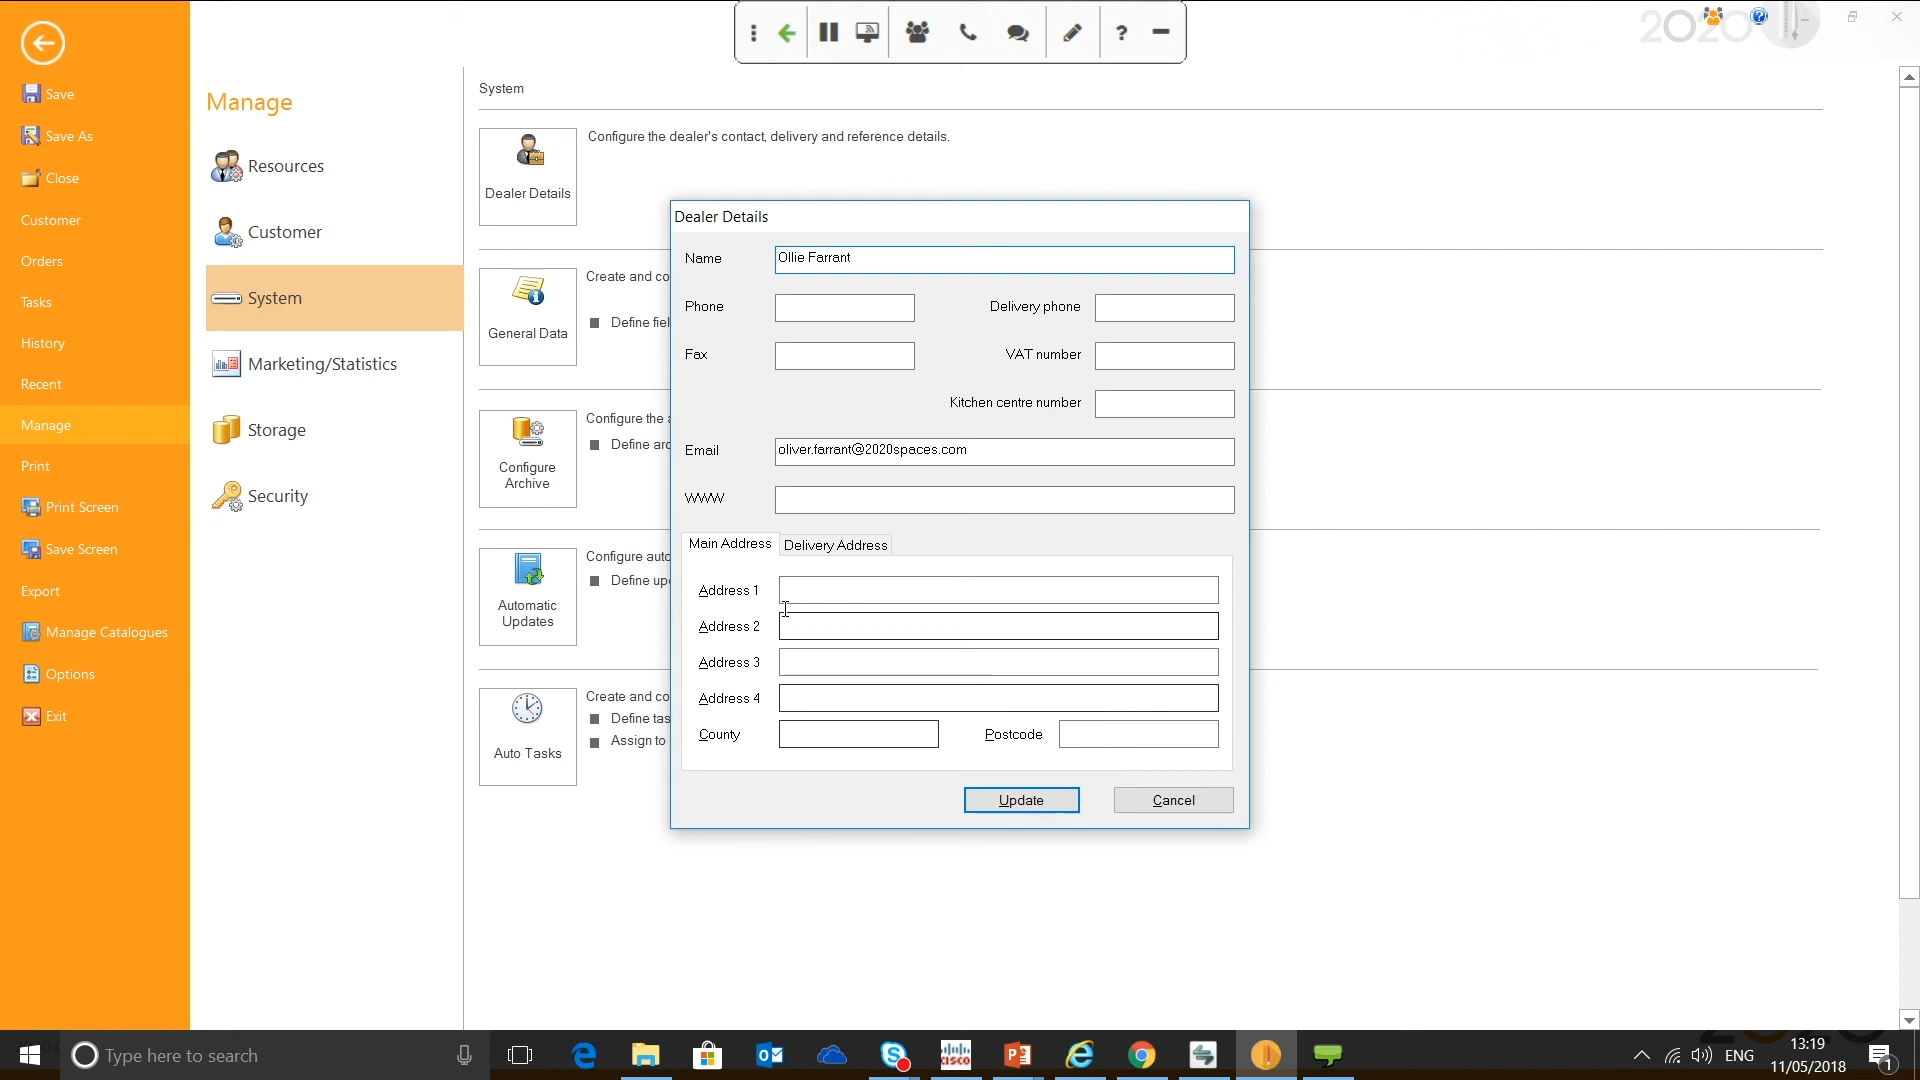 2020
Save
Save As
Close
Customer
Orders
Tasks
History
Recent
Manage
Print
Print Screen
Save Screen
Export
Manage Catalogues
Options
Exit
Manage
Resources
Customer
System
Marketing/Statistics
Storage
Security
System
Dealer Details
Configure the dealer's contact, delivery and reference details.
General Data
Create and co
Define fiel
Configure
Archive
Configure the a
Define arc
Automatic
Updates
Configure auto
Define up
Auto Tasks
Create and co
Define tas
Assign to
Dealer Details
Name Ollie Farrant
Phone Delivery phone
Fax VAT number
Kitchen centre number
Email oliver.farrant@2020spaces.com
WWW
Main Address Delivery Address
Address 1
Address 2
Address 3
Address 4
County Postcode
Update Cancel
?
Type here to search
CISCO
ENG
13:19
11/05/2018
1